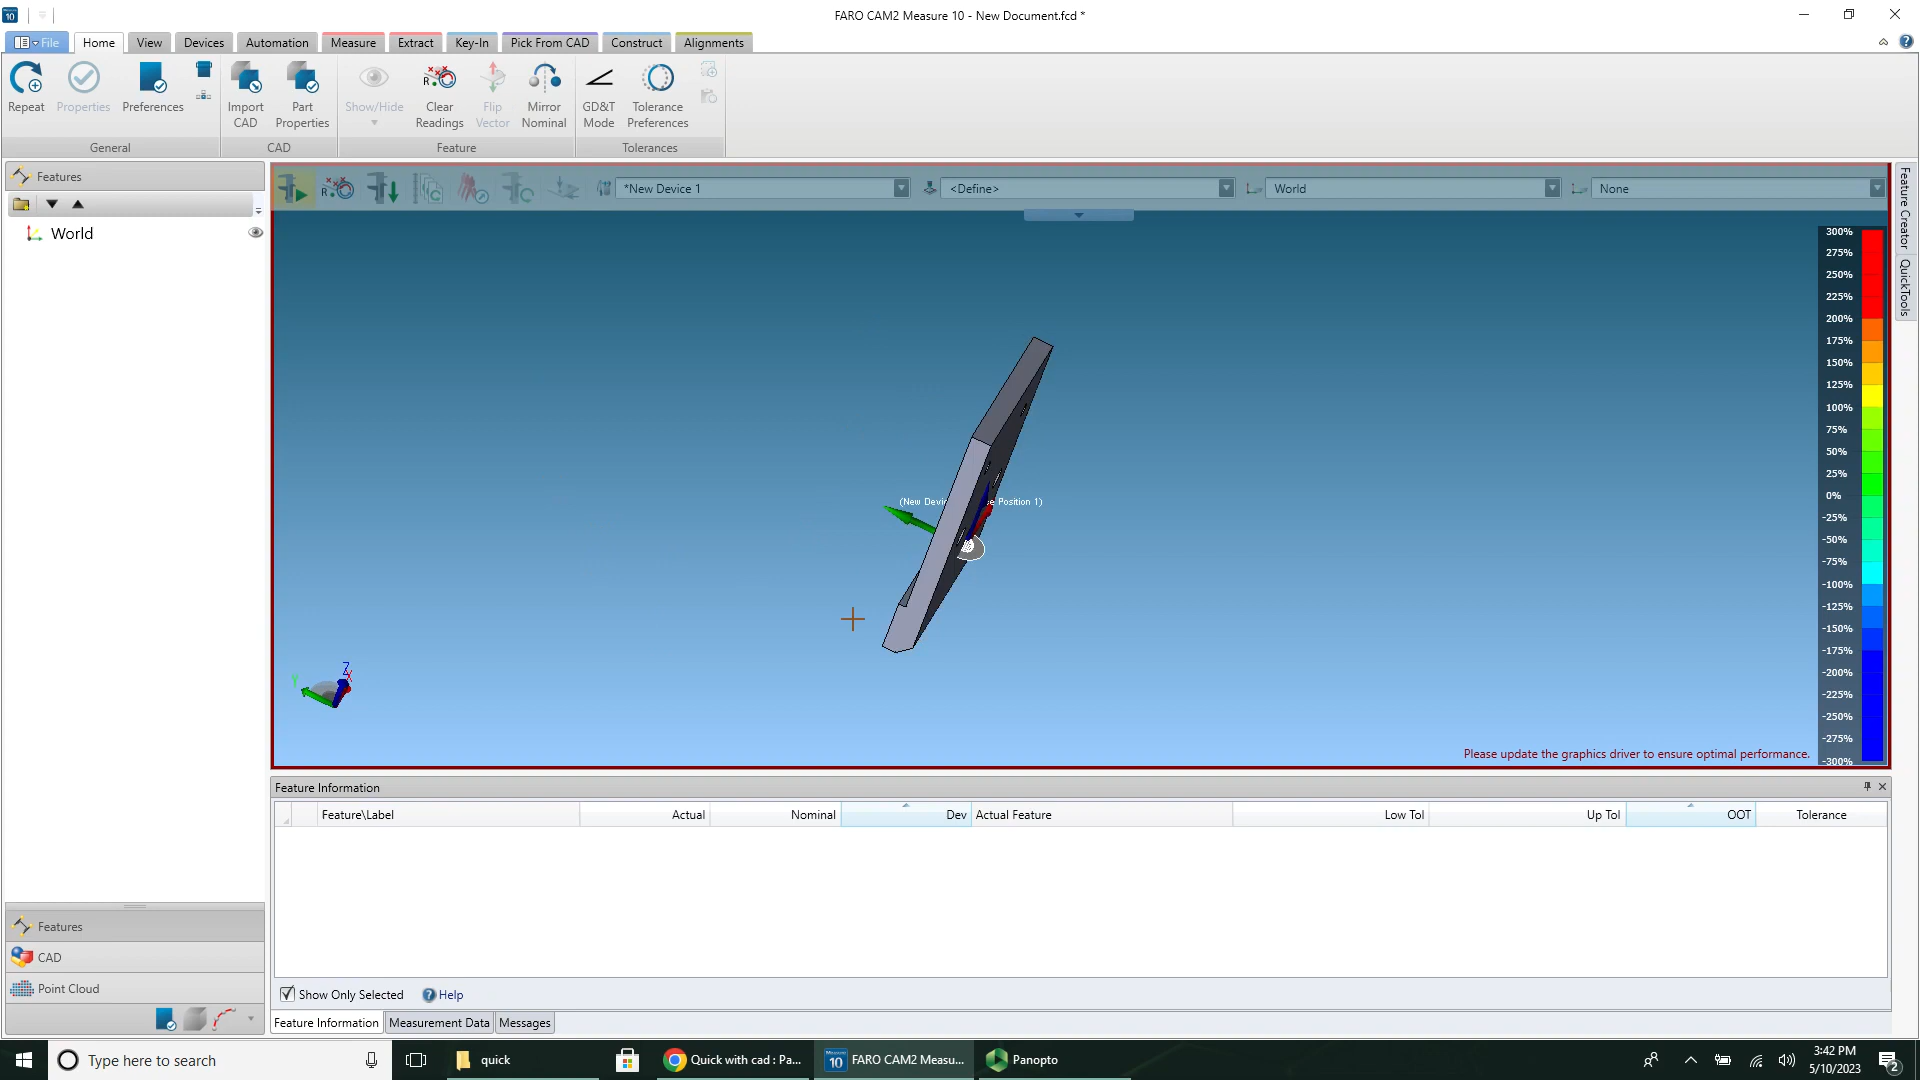 10
FARO CAM2 Measure 10 - New Document.fcd *
File
Home
View
Devices
Automation
Measure
Extract
Key-In
Pick From CAD
Construct
Alignments
Repeat
Properties
Preferences
Import CAD
Part Properties
Show/Hide
Clear Readings
Flip Vector
Mirror Nominal
GD&T Mode
Tolerance Preferences
General
CAD
Feature
Tolerances
Features
World
*New Device 1
<Define>
World
None
Feature Creator
QuickTools
300%
275%
250%
225%
200%
175%
150%
125%
100%
75%
50%
25%
0%
-25%
-50%
-75%
-100%
-125%
-150%
-175%
-200%
-225%
-250%
-275%
-300%
Position 1)
Z
X
Y
Please update the graphics driver to ensure optimal performance.
Feature Information
Feature\Label
Actual
Nominal
Dev
Actual Feature
Low Tol
Up Tol
OOT
Tolerance
Features
CAD
Point Cloud
Show Only Selected
Help
Feature Information
Measurement Data
Messages
Type here to search
quick
Quick with cad : Pa...
10
FARO CAM2 Measu...
Panopto
3:42 PM
5/10/2023
2